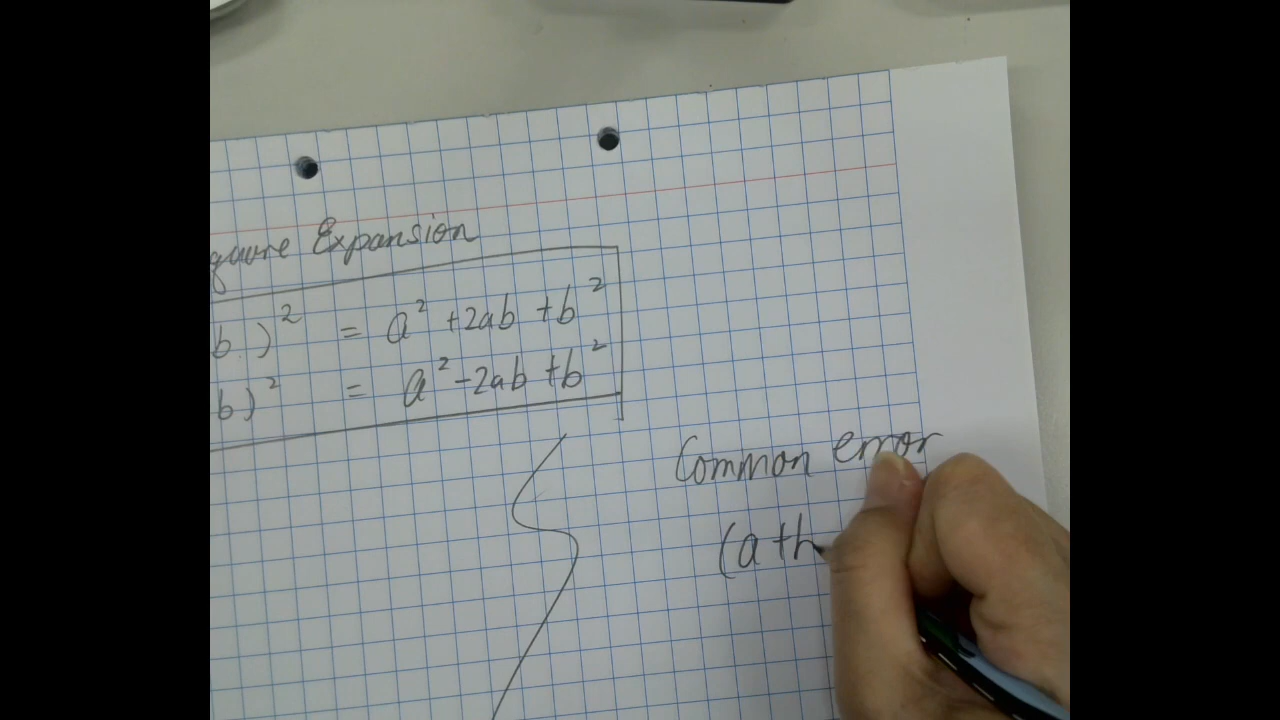 quare Expansion
b.)² = a² +2ab +b²
b)² = a² -2ab +b²
Common error
(a +b